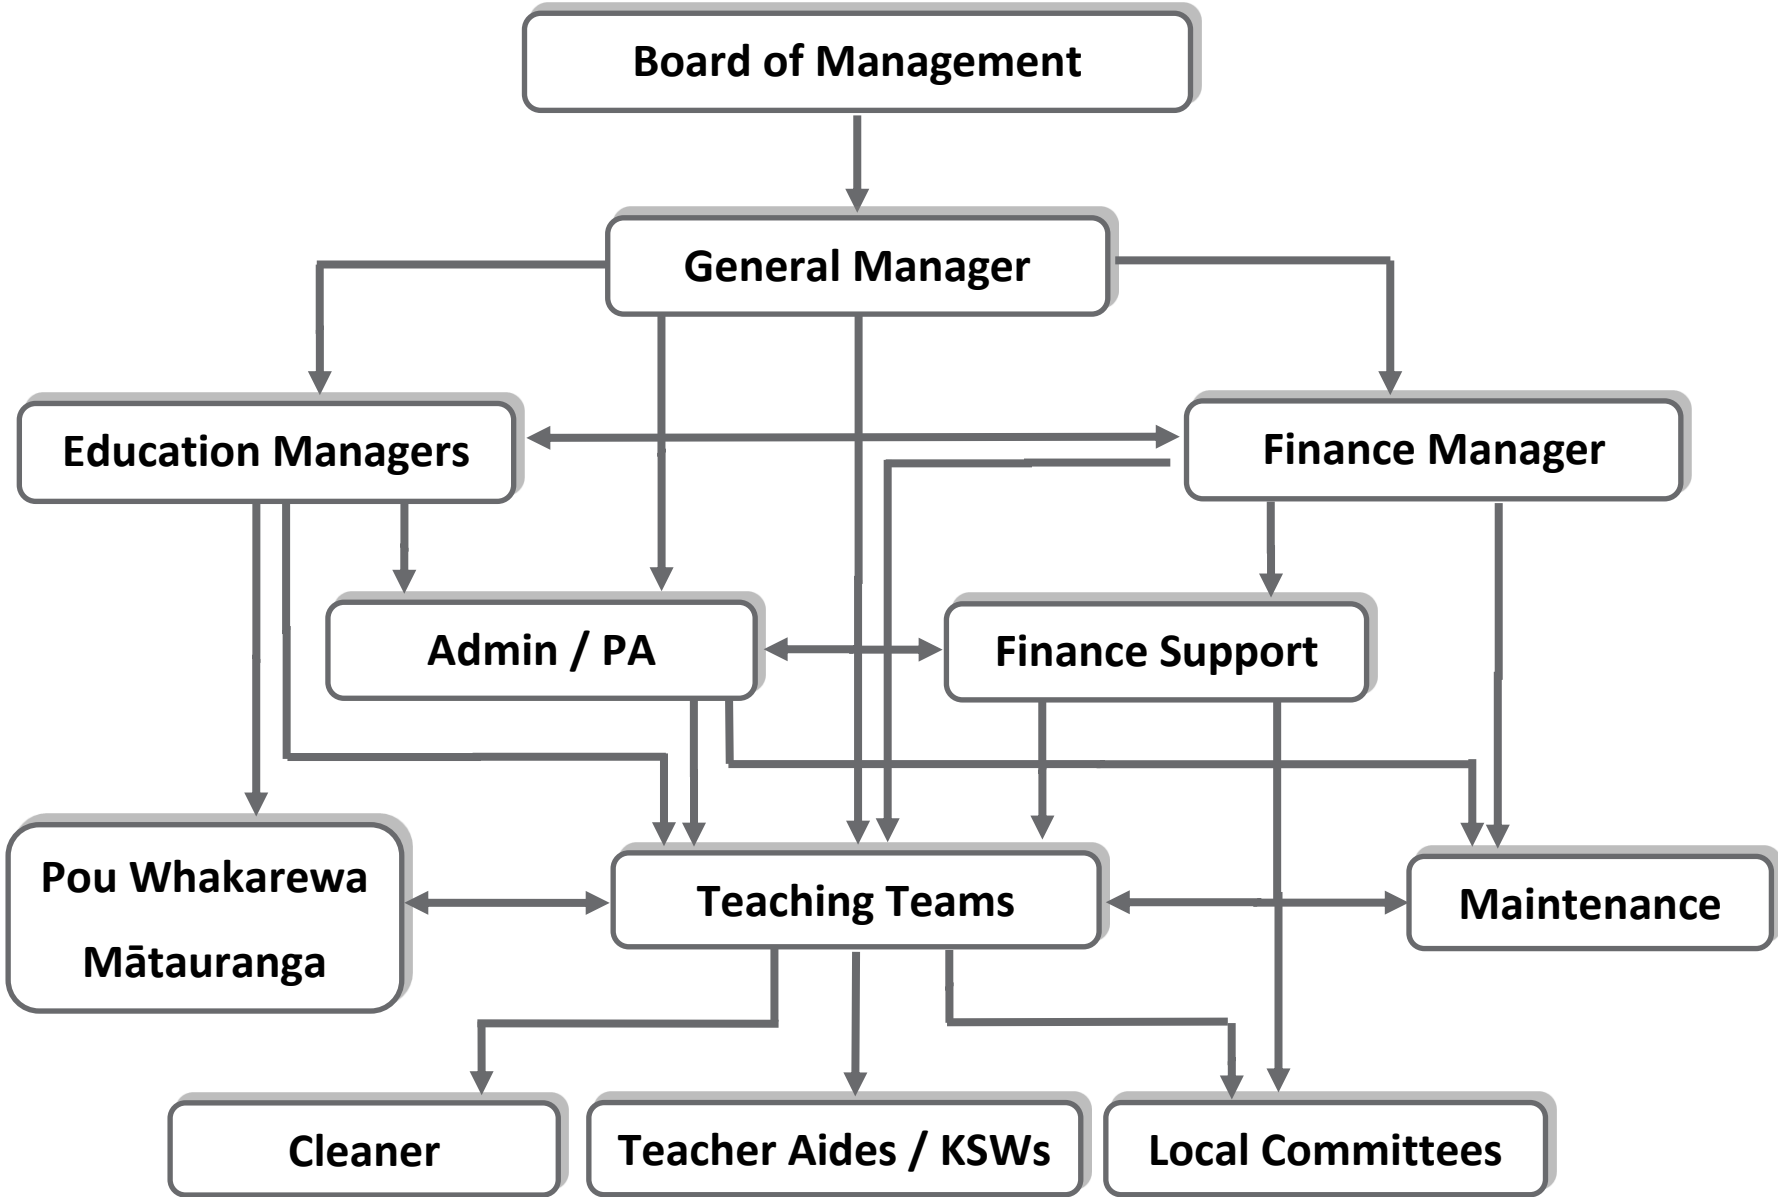 Board of Management
General Manager
Education Managers
Finance Manager
Admin / PA
Finance Support
Pou Whakarewa
Mātauranga
Teaching Teams
Maintenance
Cleaner
Teacher Aides / KSWs
Local Committees